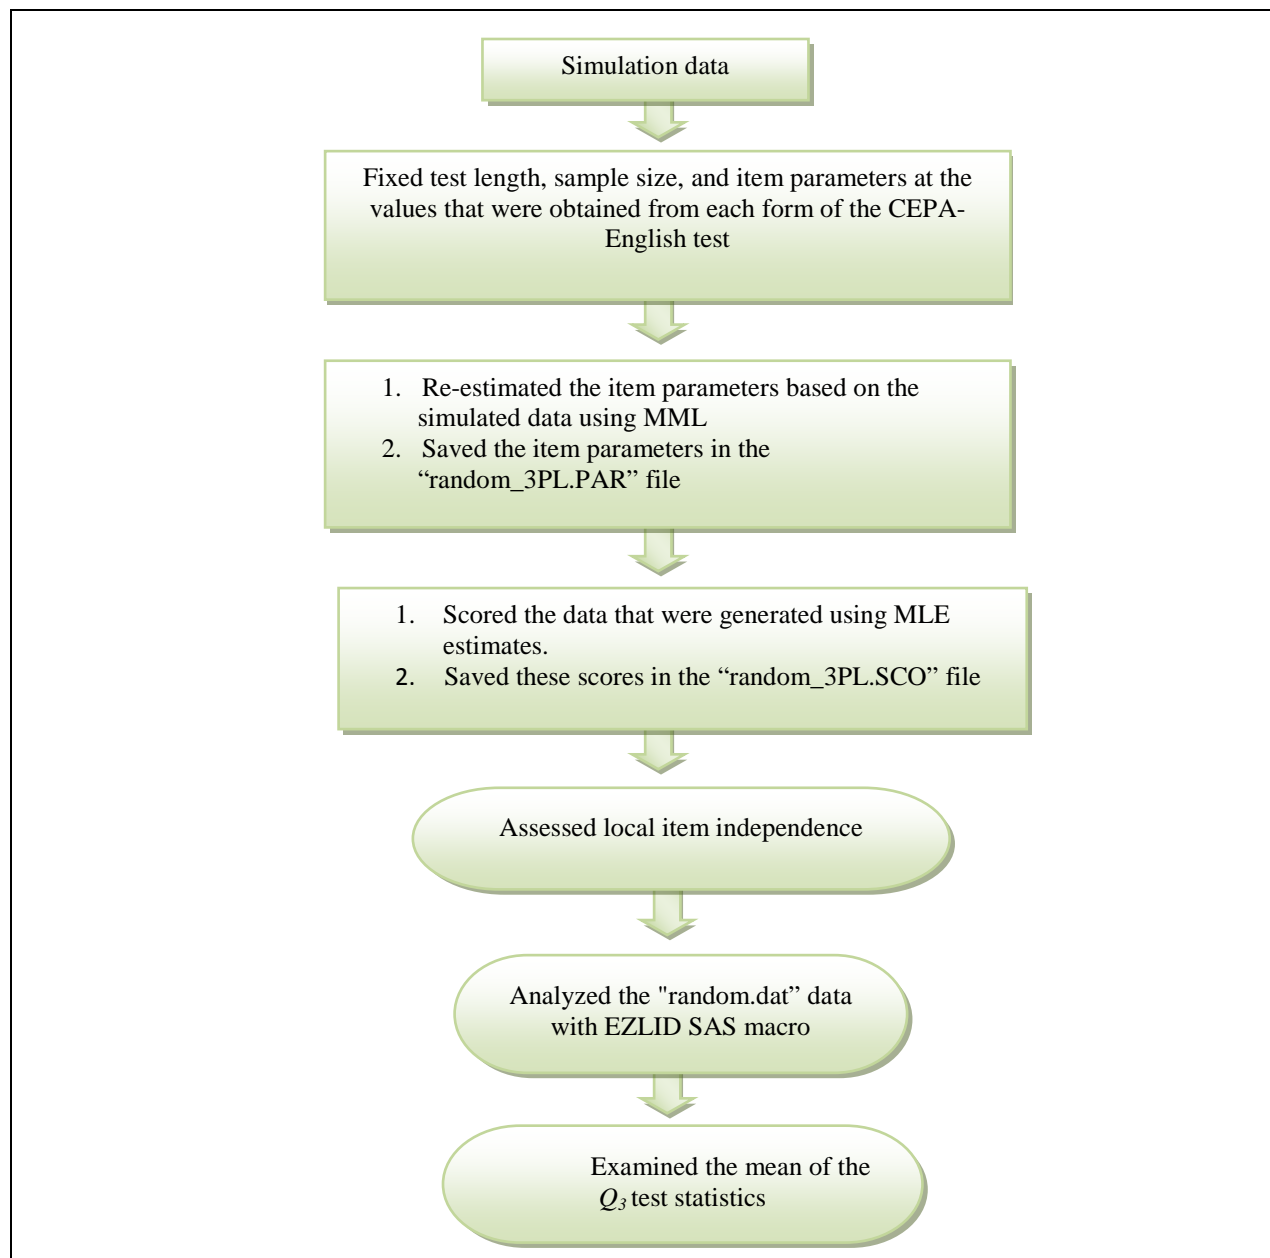 Simulation data
Fixed test length, sample size, and item parameters at the
values that were obtained from each form of the CEPA-
English test
1. Re-estimated the item parameters based on the
simulated data using MML
2. Saved the item parameters in the
“random_3PL.PAR” file
1. Scored the data that were generated using MLE
estimates.
2. Saved these scores in the “random_3PL.SCO” file
Assessed local item independence
Analyzed the "random.dat” data
with EZLID SAS macro
Examined the mean of the
Q3 test statistics